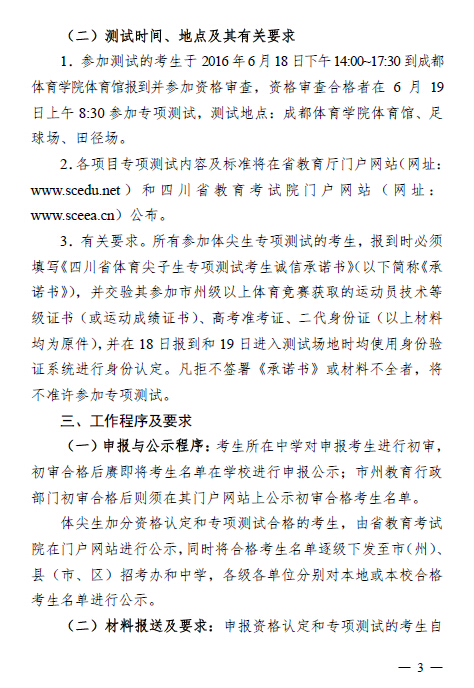 （二）测试时间、地点及其有关要求
1．参加测试的考生于 2016 年 6 月 18 日下午 14:00~17:30 到成都
体育学院体育馆报到并参加资格审查，资格审查合格者在 6 月 19
日上午 8:30 参加专项测试，测试地点：成都体育学院体育馆、足
球场、田径场。
2．各项目专项测试内容及标准将在省教育厅门户网站（网址：
www.scedu.net）和四川省教育考试院门户网站（网址：
www.sceea.cn）公布。
3．有关要求。所有参加体尖生专项测试的考生，报到时必须
填写《四川省体育尖子生专项测试考生诚信承诺书》（以下简称《承
诺书》），并交验其参加市州级以上体育竞赛获取的运动员技术等
级证书（或运动成绩证书）、高考准考证、二代身份证（以上材料
均为原件），并在 18 日报到和 19 日进入测试场地时均使用身份验
证系统进行身份认定。凡拒不签署《承诺书》或材料不全者，将
不准许参加专项测试。
三、工作程序及要求
（一）申报与公示程序：考生所在中学对申报考生进行初审，
初审合格后赓即将考生名单在学校进行申报公示；市州教育行政
部门初审合格后则须在其门户网站上公示初审合格考生名单。
体尖生加分资格认定和专项测试合格的考生，由省教育考试
院在门户网站进行公示，同时将合格考生名单逐级下发至市（州）、
县（市、区）招考办和中学，各级各单位分别对本地或本校合格
考生名单进行公示。
（二）材料报送及要求：申报资格认定和专项测试的考生自
— 3 —